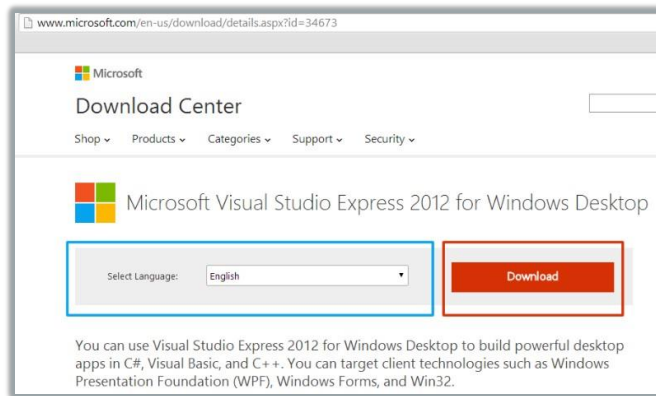 www.microsoft.com/en-us/download/details.aspx?id=34673
Microsoft
Download Center
Shop Products Categories Support Security
Microsoft Visual Studio Express 2012 for Windows Desktop
Select Language: English Download
You can use Visual Studio Express 2012 for Windows Desktop to build powerful desktop
apps in C#, Visual Basic, and C++. You can target client technologies such as Windows
Presentation Foundation (WPF), Windows Forms, and Win32.